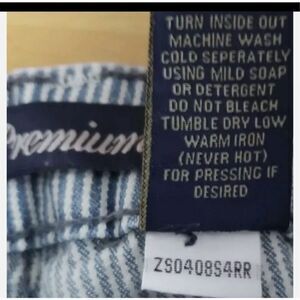 Premium
TURN INSIDE OUT
MACHINE WASH
COLD SEPERATELY
USING MILD SOAP
OR DETERGENT
DO NOT BLEACH
TUMBLE DRY LOW
WARM IRON
(NEVER HOT)
FOR PRESSING IF
DESIRED
ZS0408S4RR